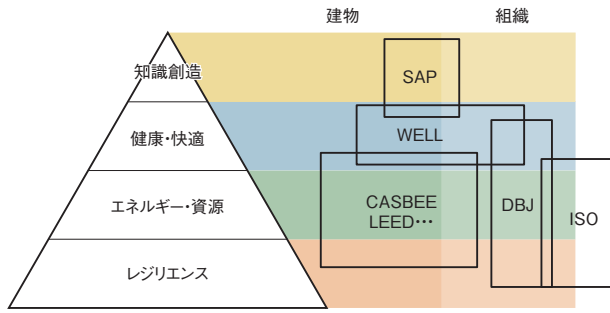 建物
組織
知識創造
SAP
健康・快適
WELL
エネルギー・資源
CASBEE
LEED…
DBJ
ISO
レジリエンス